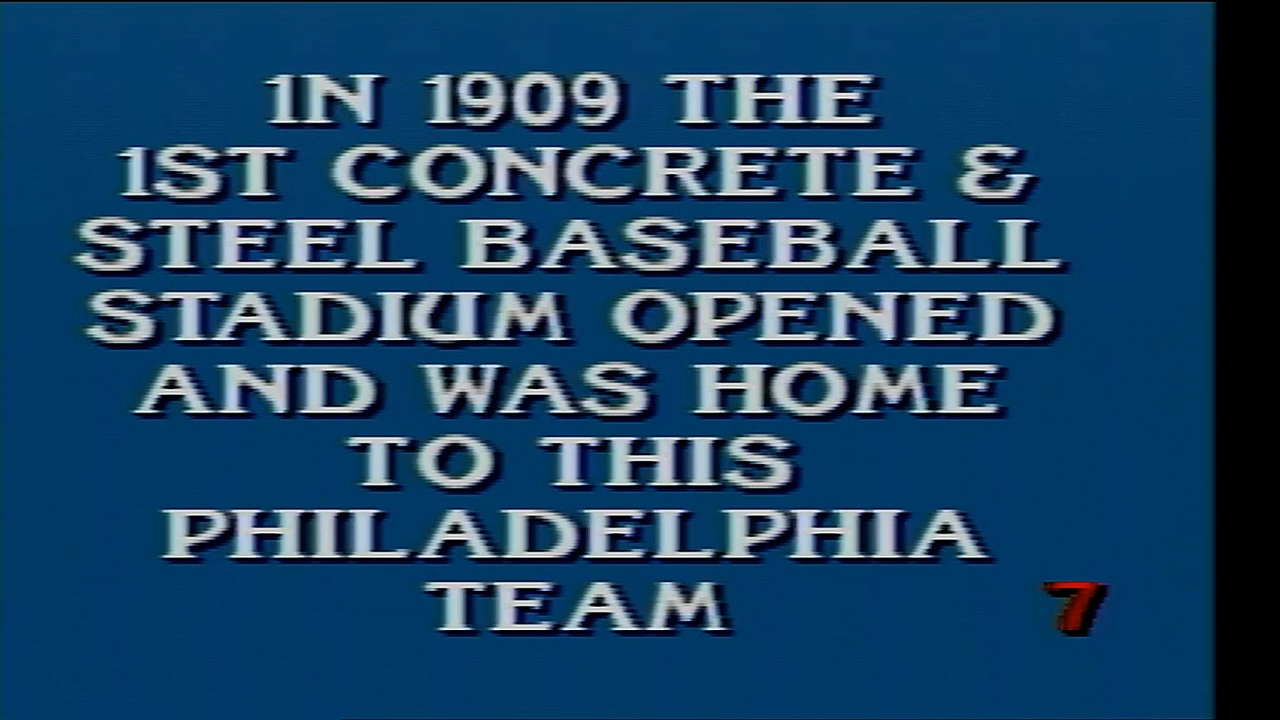 IN 1909 THE
1ST CONCRETE &
STEEL BASEBALL
STADIUM OPENED
AND WAS HOME
TO THIS
PHILADELPHIA
TEAM
7